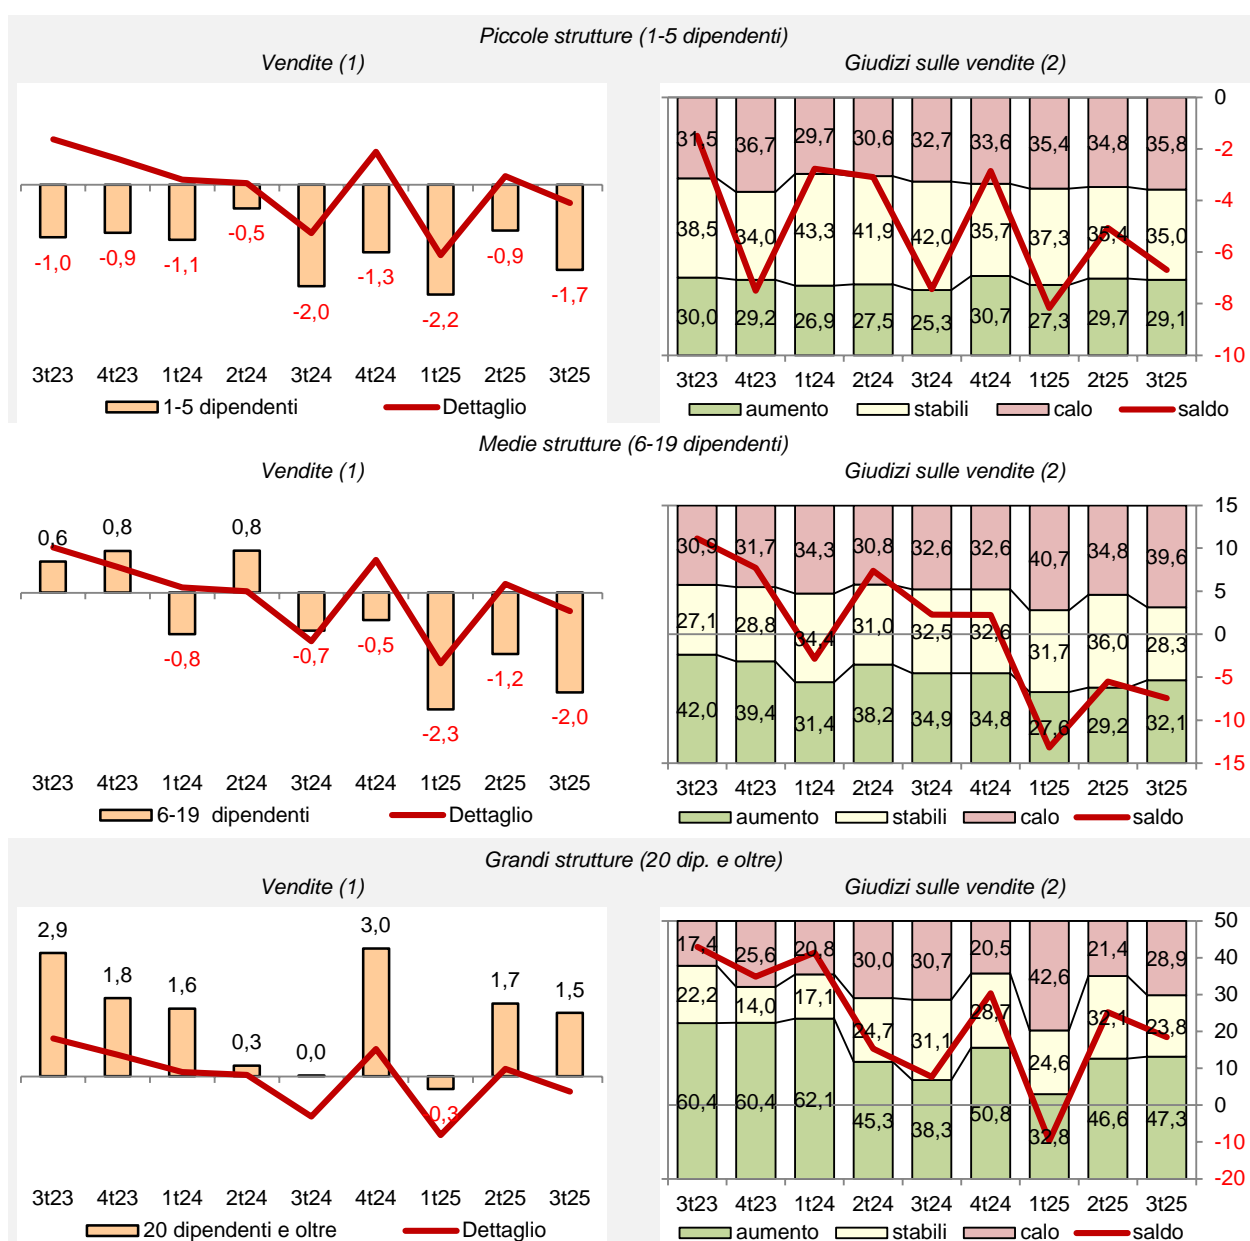 Piccole strutture (1-5 dipendenti)
Vendite (1)
-1,0 -0,9 -1,1 -0,5 -2,0 -1,3 -2,2 -0,9 -1,7
3t23 4t23 1t24 2t24 3t24 4t24 1t25 2t25 3t25
1-5 dipendenti Dettaglio
Giudizi sulle vendite (2)
31,5 36,7 29,7 30,6 32,7 33,6 35,4 34,8 35,8
38,5 34,0 43,3 41,9 42,0 35,7 37,3 35,4 35,0
30,0 29,2 26,9 27,5 25,3 30,7 27,3 29,7 29,1
0
-2
-4
-6
-8
-10
3t23 4t23 1t24 2t24 3t24 4t24 1t25 2t25 3t25
aumento stabili calo saldo
Medie strutture (6-19 dipendenti)
Vendite (1)
0,6 0,8 -0,8 0,8 -0,7 -0,5 -2,3 -1,2 -2,0
3t23 4t23 1t24 2t24 3t24 4t24 1t25 2t25 3t25
6-19 dipendenti Dettaglio
Giudizi sulle vendite (2)
30,9 31,7 34,3 30,8 32,6 32,6 40,7 34,8 39,6
27,1 28,8 34,4 31,0 32,5 32,6 31,7 36,0 28,3
42,0 39,4 31,4 38,2 34,9 34,8 27,6 29,2 32,1
15
10
5
0
-5
-10
-15
3t23 4t23 1t24 2t24 3t24 4t24 1t25 2t25 3t25
aumento stabili calo saldo
Grandi strutture (20 dip. e oltre)
Vendite (1)
2,9 1,8 1,6 0,3 0,0 3,0 -0,3 1,7 1,5
3t23 4t23 1t24 2t24 3t24 4t24 1t25 2t25 3t25
20 dipendenti e oltre Dettaglio
Giudizi sulle vendite (2)
17,4 25,6 20,8 30,0 30,7 20,5 42,6 21,4 28,9
22,2 14,0 17,1 24,7 31,1 28,7 24,6 32,1 23,8
60,4 60,4 62,1 45,3 38,3 50,8 32,8 46,6 47,3
50
40
30
20
10
0
-10
-20
3t23 4t23 1t24 2t24 3t24 4t24 1t25 2t25 3t25
aumento stabili calo saldo